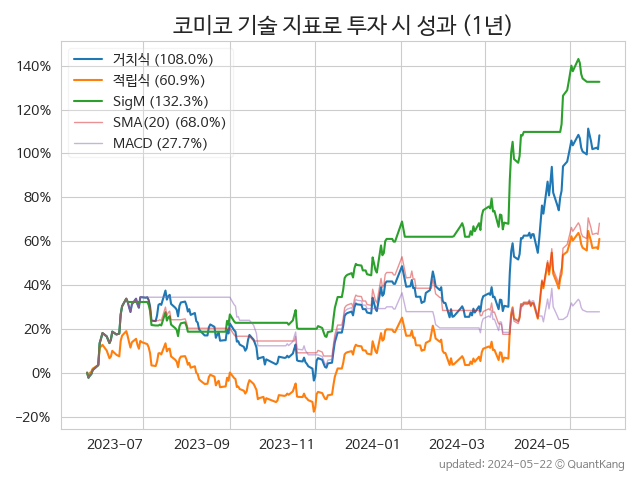 코미코 기술 지표로 투자 시 성과 (1년)
거치식 (108.0%)
적립식 (60.9%)
SigM (132.3%)
SMA(20) (68.0%)
MACD (27.7%)
140%
120%
100%
80%
60%
40%
20%
0%
−20%
2023−07 2023−09 2023−11 2024−01 2024−03 2024−05
updated: 2024-05-22 ⓒ QuantKang